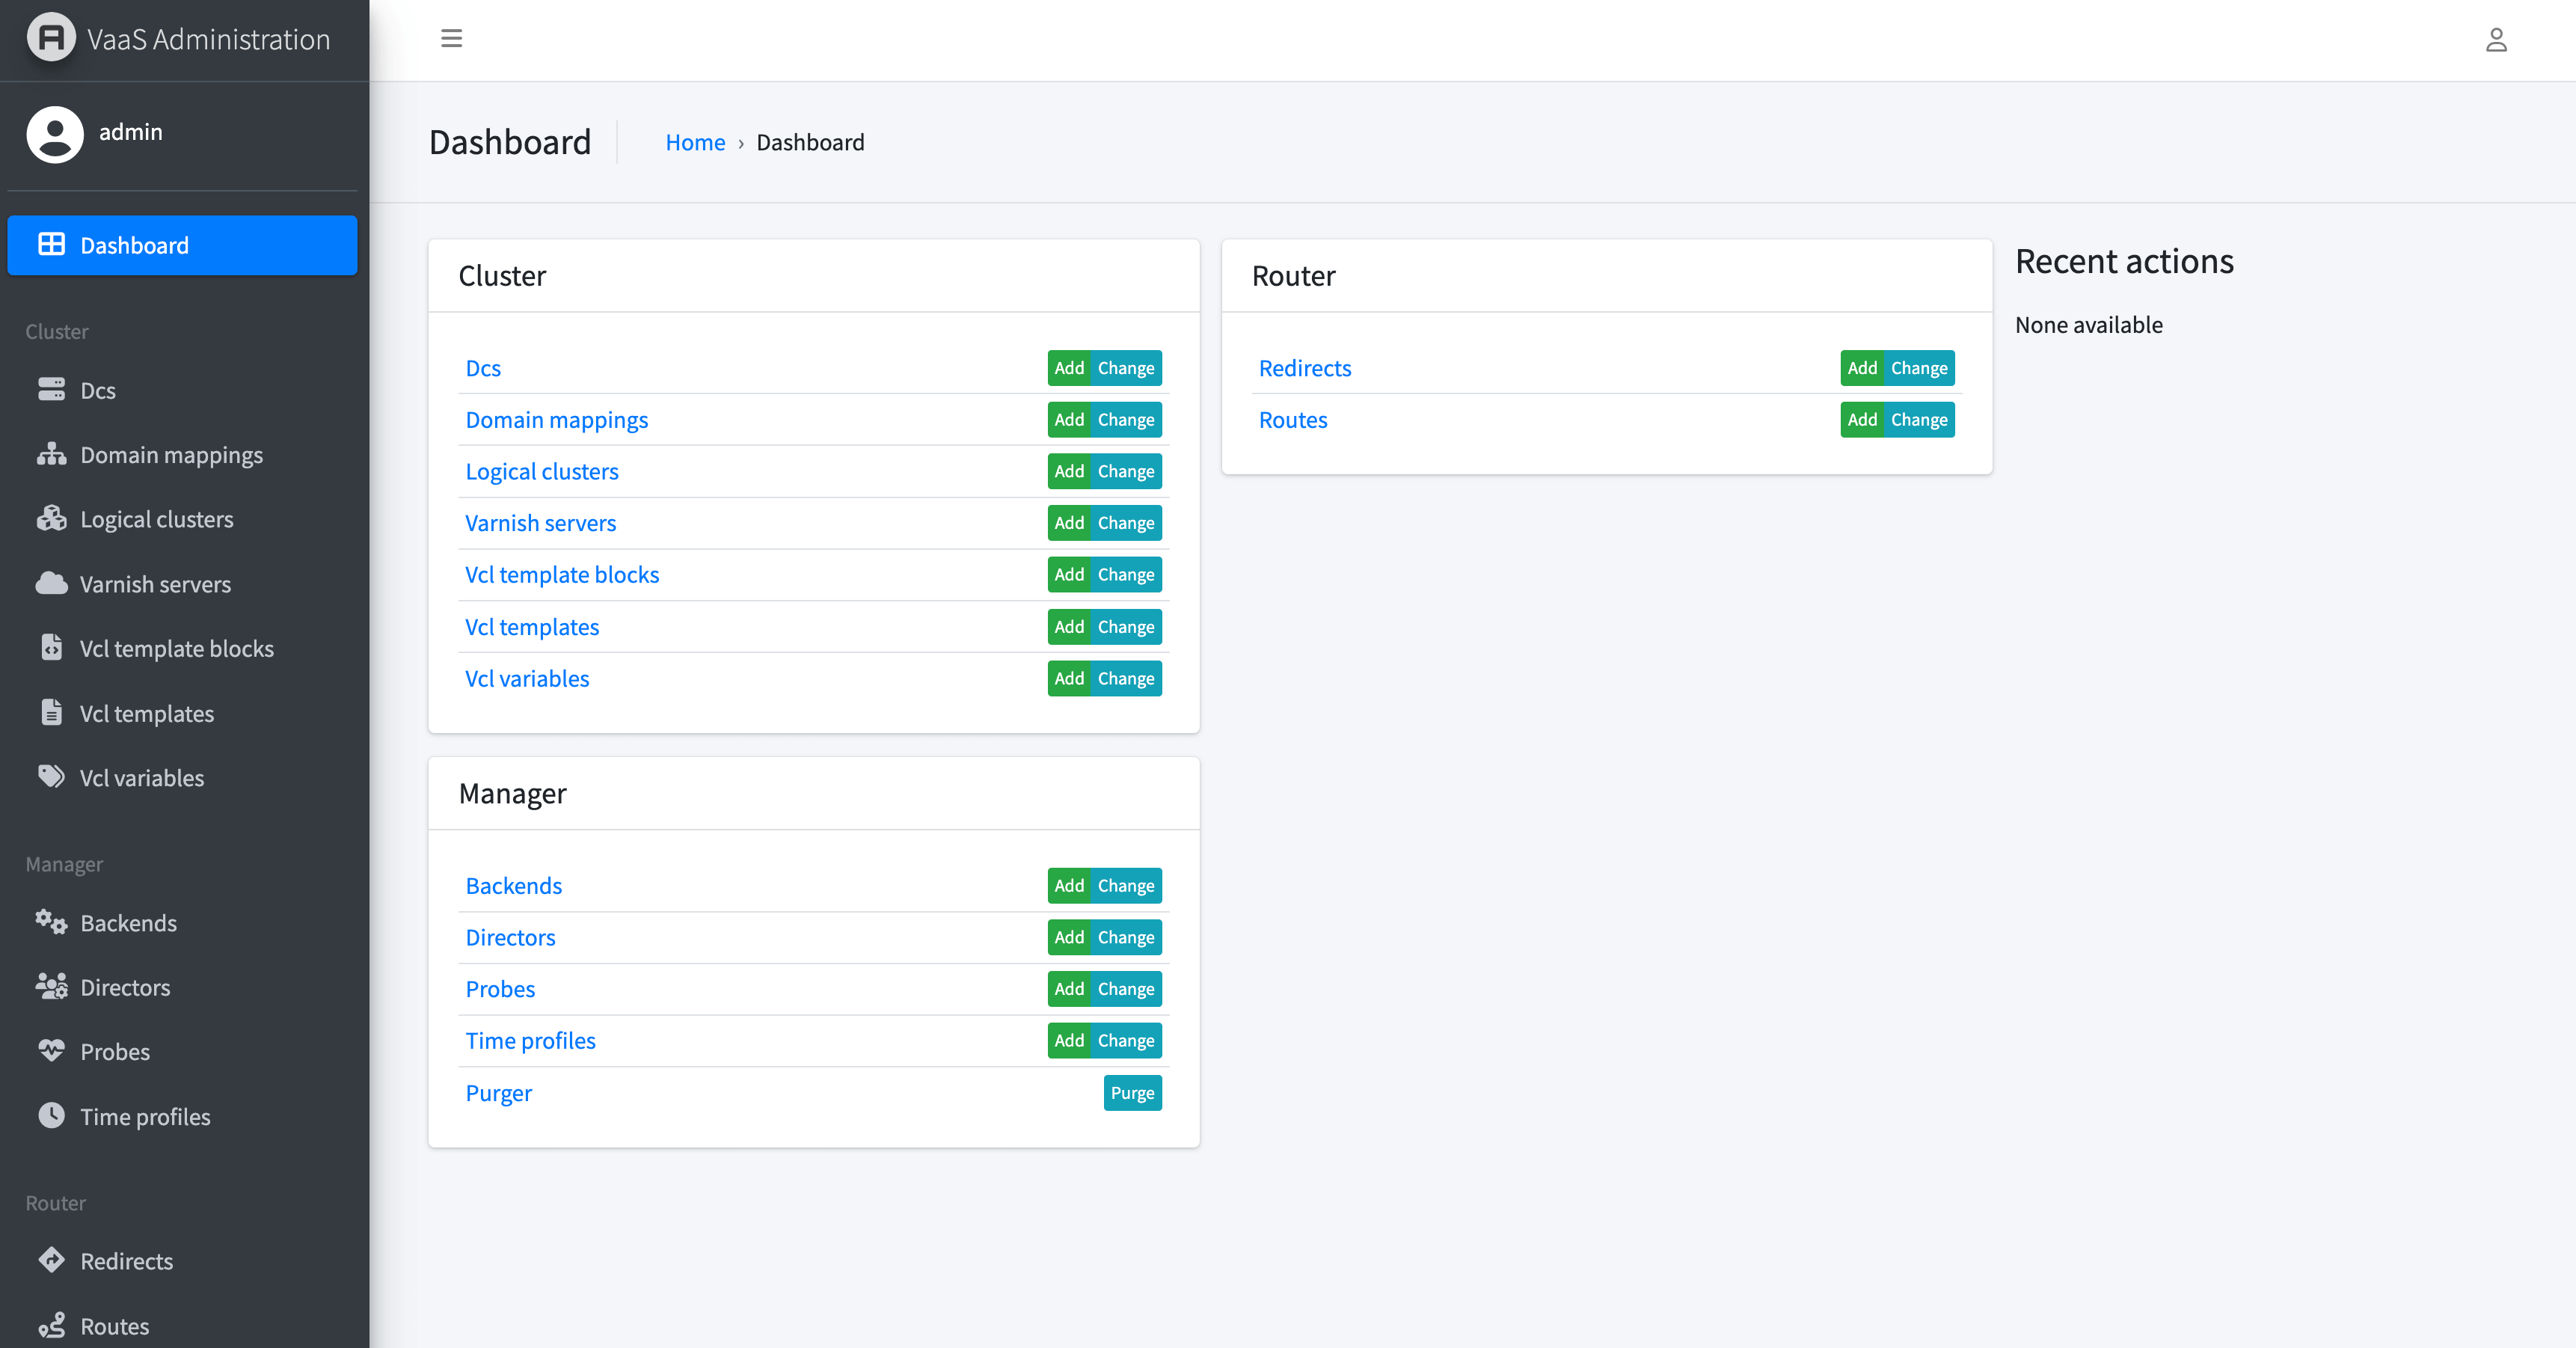 VaaS Administration
admin
Dashboard
Cluster
Dcs
Domain mappings
Logical clusters
Varnish servers
Vcl template blocks
Vcl templates
Vcl variables
Manager
Backends
Directors
Probes
Time profiles
Router
Redirects
Routes
Dashboard
Home › Dashboard
Cluster
Dcs Add Change
Domain mappings Add Change
Logical clusters Add Change
Varnish servers Add Change
Vcl template blocks Add Change
Vcl templates Add Change
Vcl variables Add Change
Manager
Backends Add Change
Directors Add Change
Probes Add Change
Time profiles Add Change
Purger Purge
Router
Redirects Add Change
Routes Add Change
Recent actions
None available